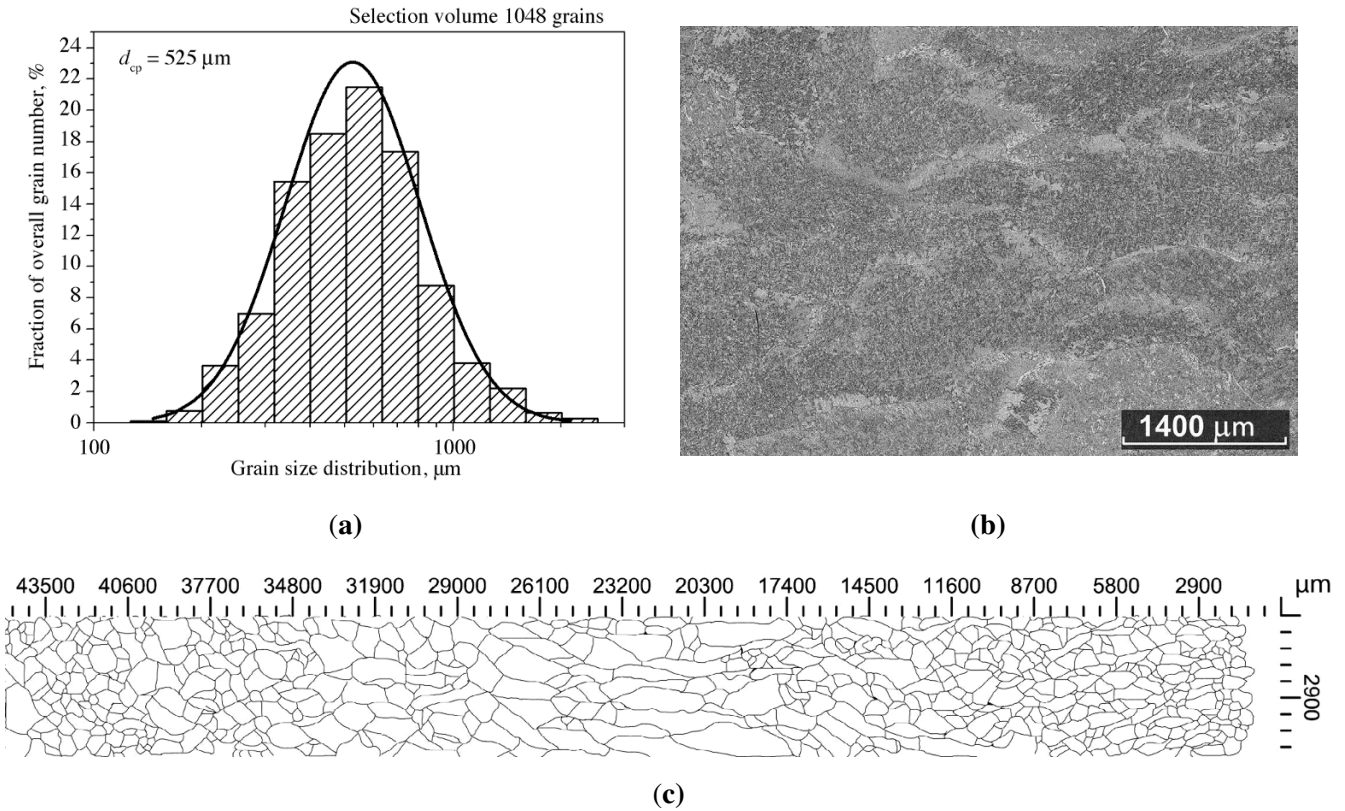 Selection volume 1048 grains
d_cp = 525 μm
Fraction of overall grain number, %
24
22
20
18
16
14
12
10
8
6
4
2
0
100
1000
Grain size distribution, μm
1400 μm
(a)
(b)
43500 40600 37700 34800 31900 29000 26100 23200 20300 17400 14500 11600 8700 5800 2900 μm
2900
(c)